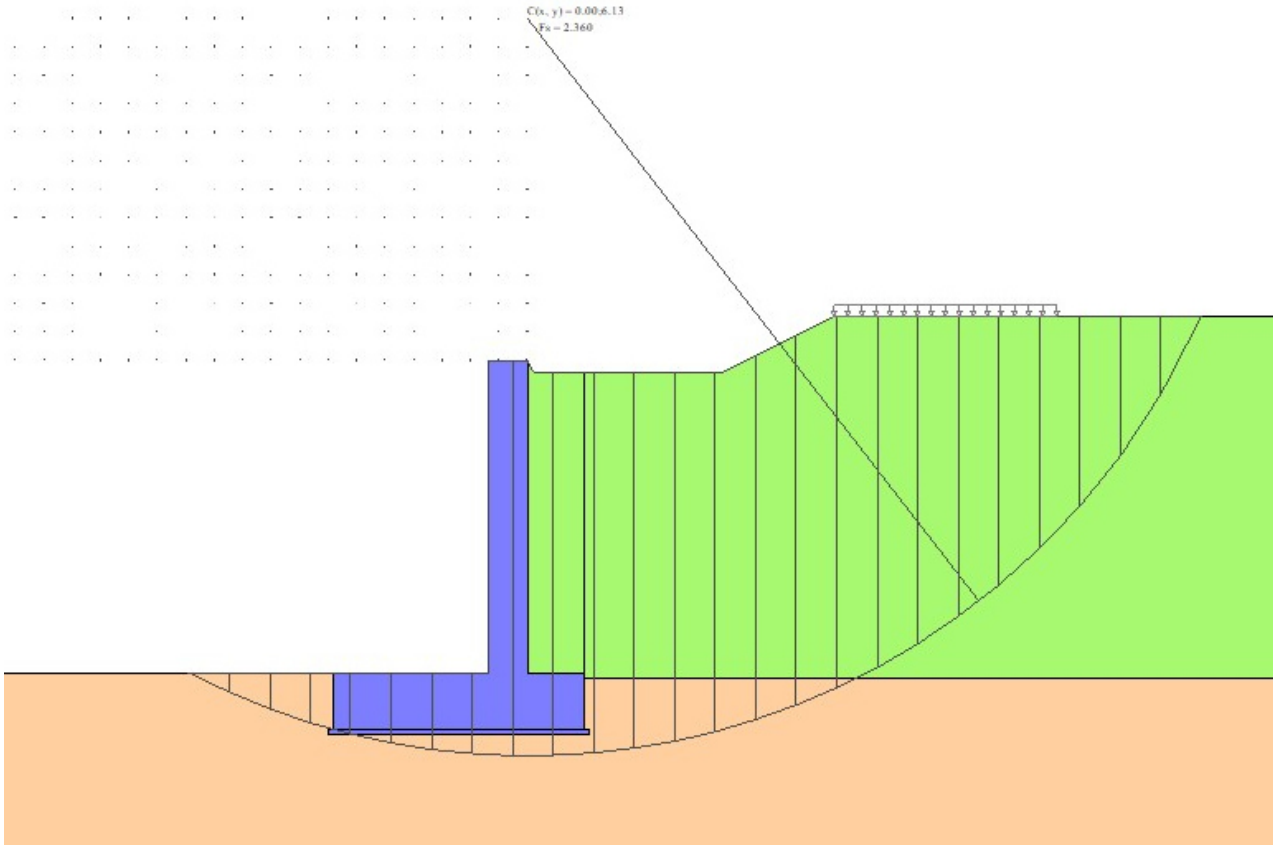 C(x, y) = 0.00;6.13
Fs = 2.360